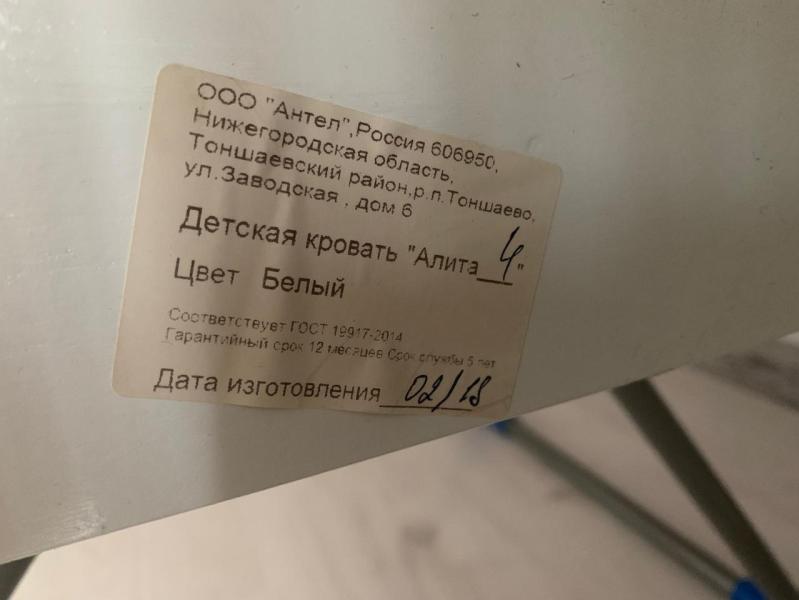 ООО "Антел",Россия 606950,
Нижегородская область,
Тоншаевский район,р.п.Тоншаево,
ул.Заводская , дом 6
Детская кровать "Алита 4"
Цвет Белый
Соответствует ГОСТ 19917-2014
Гарантийный срок 12 месяцев Срок службы 5 лет
Дата изготовления 02/18